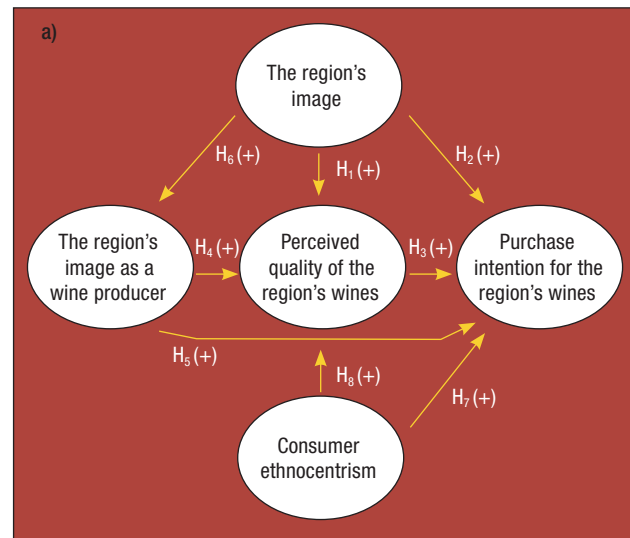 a)
The region's
image
H₆ (+)
H₁ (+)
H₂ (+)
The region's
image as a
wine producer
H₄ (+)
Perceived
quality of the
region's wines
H₃ (+)
Purchase
intention for the
region's wines
H₅ (+)
H₈ (+)
H₇ (+)
Consumer
ethnocentrism